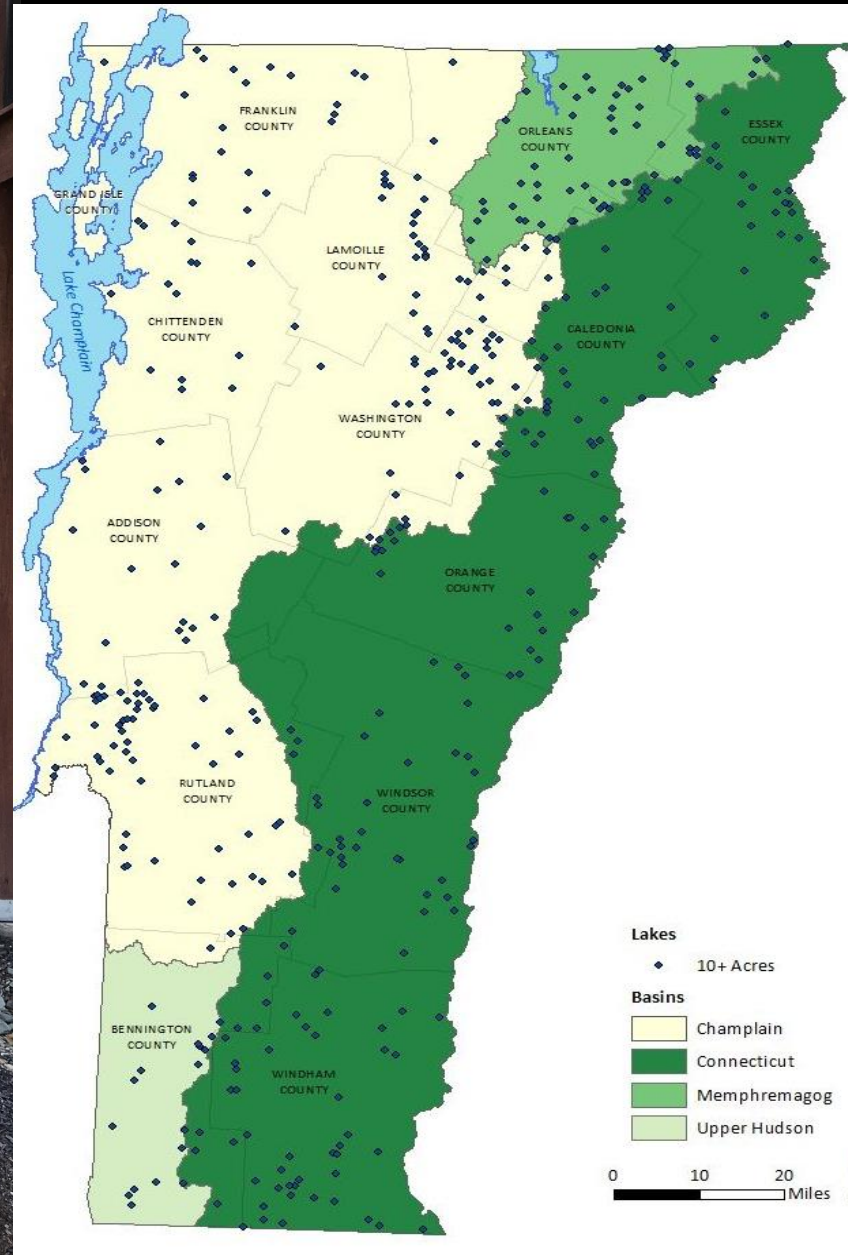 FRANKLIN
COUNTY
ORLEANS
COUNTY
ESSEX
COUNTY
GRAND ISLE
COUNTY
LAMOILLE
COUNTY
Lake Champlain
CHITTENDEN
COUNTY
CALEDONIA
COUNTY
WASHINGTON
COUNTY
ADDISON
COUNTY
ORANGE
COUNTY
RUTLAND
COUNTY
WINDSOR
COUNTY
BENNINGTON
COUNTY
WINDHAM
COUNTY
Lakes
10+ Acres
Basins
Champlain
Connecticut
Memphremagog
Upper Hudson
0 10 20
Miles